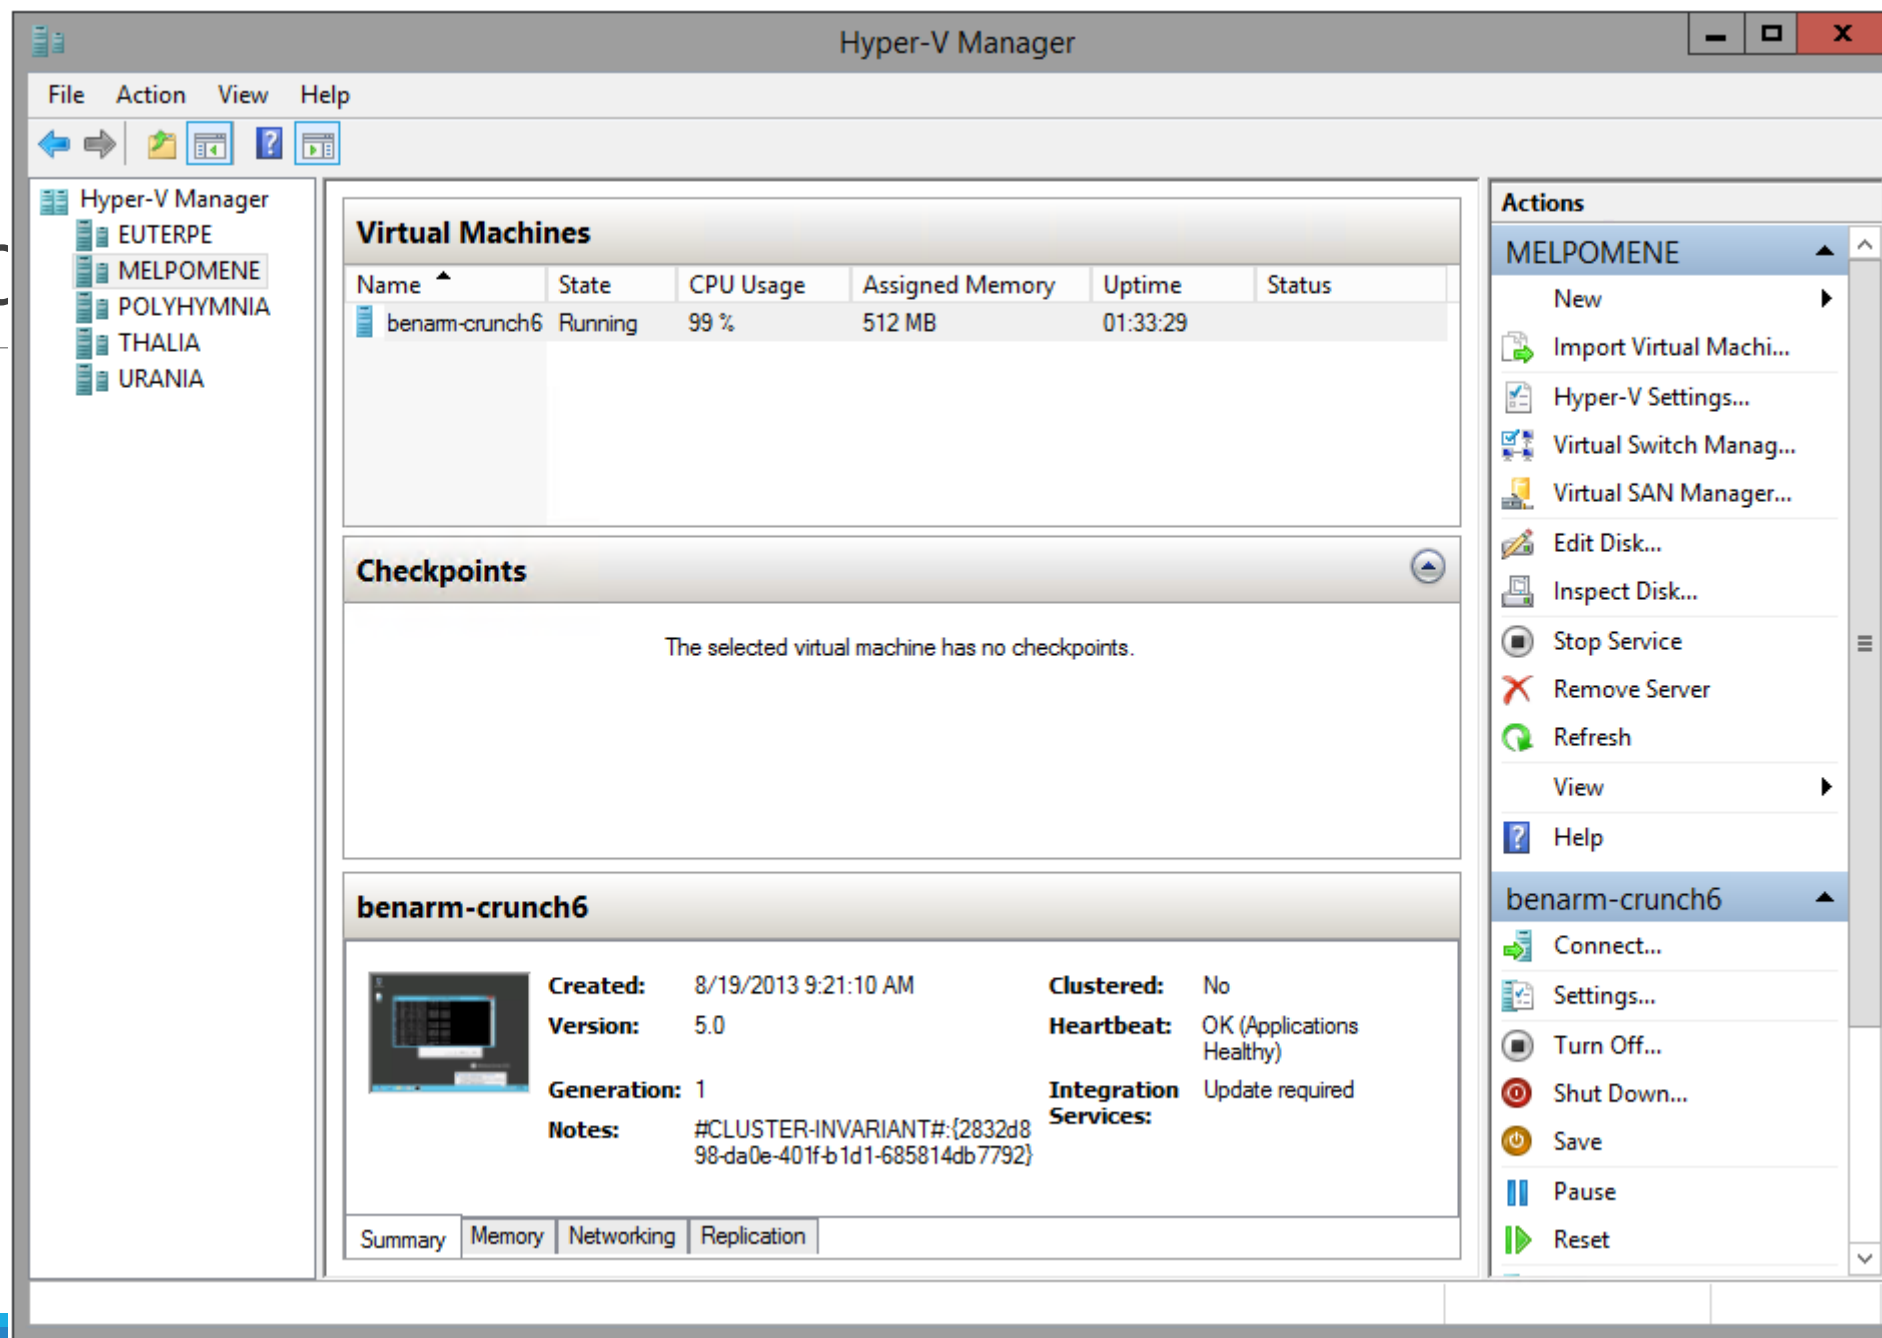 Hyper-V Manager
File Action View Help
Hyper-V Manager
EUTERPE
MELPOMENE
POLYHYMNIA
THALIA
URANIA
Virtual Machines
Name State CPU Usage Assigned Memory Uptime Status
benarm-crunch6 Running 99 % 512 MB 01:33:29
Checkpoints
The selected virtual machine has no checkpoints.
benarm-crunch6
Created: 8/19/2013 9:21:10 AM
Version: 5.0
Generation: 1
Notes: #CLUSTER-INVARIANT#:{2832d8
98-da0e-401f-b1d1-685814db7792}
Clustered: No
Heartbeat: OK (Applications
Healthy)
Integration Update required
Services:
Summary Memory Networking Replication
Actions
MELPOMENE
New
Import Virtual Machi...
Hyper-V Settings...
Virtual Switch Manag...
Virtual SAN Manager...
Edit Disk...
Inspect Disk...
Stop Service
Remove Server
Refresh
View
Help
benarm-crunch6
Connect...
Settings...
Turn Off...
Shut Down...
Save
Pause
Reset